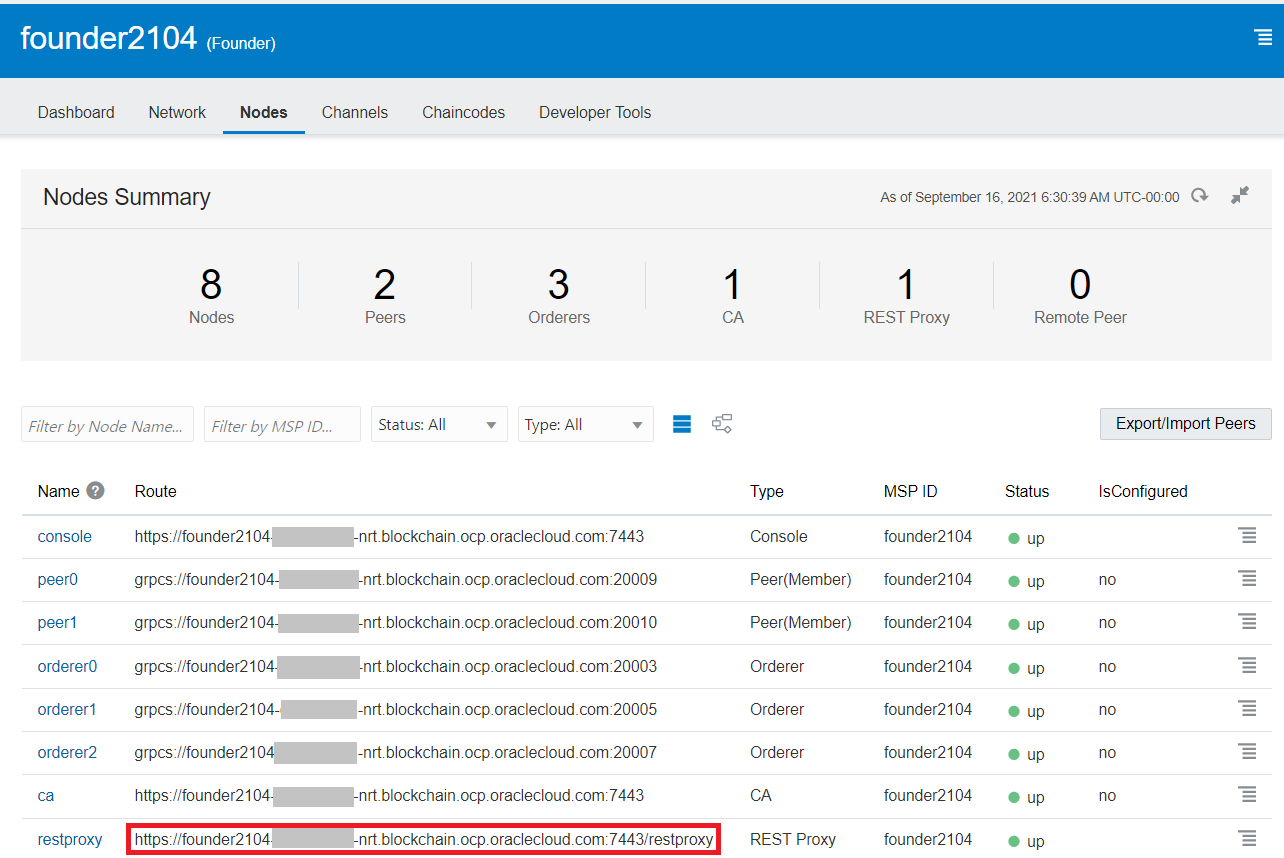 founder2104 (Founder)
Dashboard Network Nodes Channels Chaincodes Developer Tools
Nodes Summary As of September 16, 2021 6:30:39 AM UTC-00:00
8 2 3 1 1 0
Nodes Peers Orderers CA REST Proxy Remote Peer
Filter by Node Name... Filter by MSP ID... Status: All Type: All Export/Import Peers
Name ? Route Type MSP ID Status IsConfigured
console https://founder2104- -nrt.blockchain.ocp.oraclecloud.com:7443 Console founder2104 up
peer0 grpcs://founder2104- -nrt.blockchain.ocp.oraclecloud.com:20009 Peer(Member) founder2104 up no
peer1 grpcs://founder2104- -nrt.blockchain.ocp.oraclecloud.com:20010 Peer(Member) founder2104 up no
orderer0 grpcs://founder2104- -nrt.blockchain.ocp.oraclecloud.com:20003 Orderer founder2104 up no
orderer1 grpcs://founder2104- -nrt.blockchain.ocp.oraclecloud.com:20005 Orderer founder2104 up no
orderer2 grpcs://founder2104 -nrt.blockchain.ocp.oraclecloud.com:20007 Orderer founder2104 up no
ca https://founder2104- -nrt.blockchain.ocp.oraclecloud.com:7443 CA founder2104 up no
restproxy https://founder2104- -nrt.blockchain.ocp.oraclecloud.com:7443/restproxy REST Proxy founder2104 up